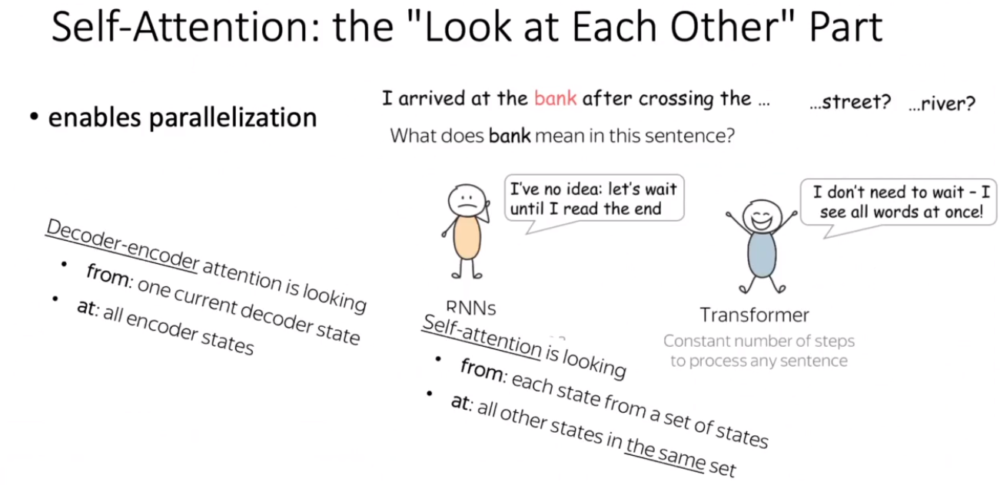 Self-Attention: the "Look at Each Other" Part
• enables parallelization
I arrived at the bank after crossing the ...
...street?
...river?
What does bank mean in this sentence?
I've no idea: let's wait
until I read the end
I don't need to wait - I
see all words at once!
RNNs
Transformer
Constant number of steps
to process any sentence
Decoder-encoder attention is looking
• from: one current decoder state
• at: all encoder states
Self-attention is looking
• from: each state from a set of states
• at: all other states in the same set